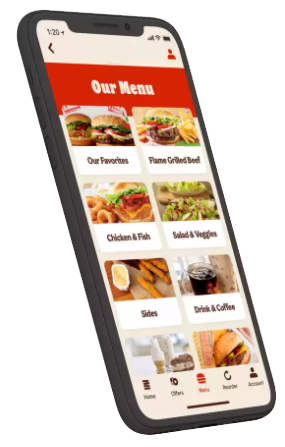 1:20
Our Menu
Our Favorites
Flame Grilled Beef
Chicken & Fish
Salad & Veggies
Sides
Drink & Coffee
Home
Offers
Menu
Reorder
Account